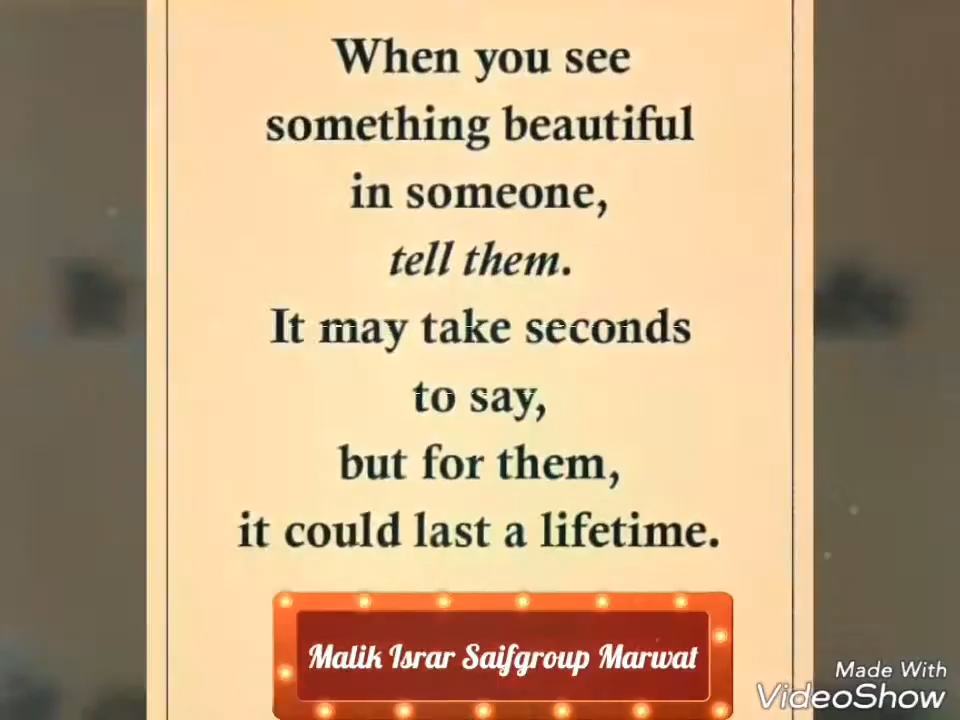 When you see
something beautiful
in someone,
tell them.
It may take seconds
to say,
but for them,
it could last a lifetime.
Malik Israr Saifgroup Marwat
Made With
VideoShow